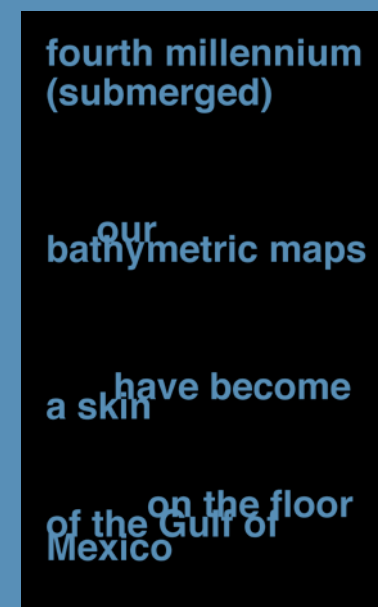 fourth millennium
(submerged)
our
bathymetric maps
have become
a skin
on the floor
of the Gulf of
Mexico